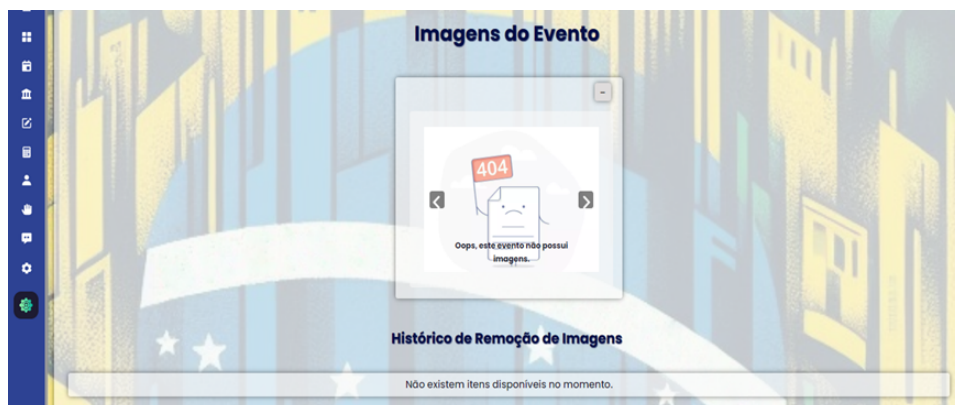 Imagens do Evento
-
404
Oops, este evento não possui
imagens.
Histórico de Remoção de Imagens
Não existem itens disponíveis no momento.